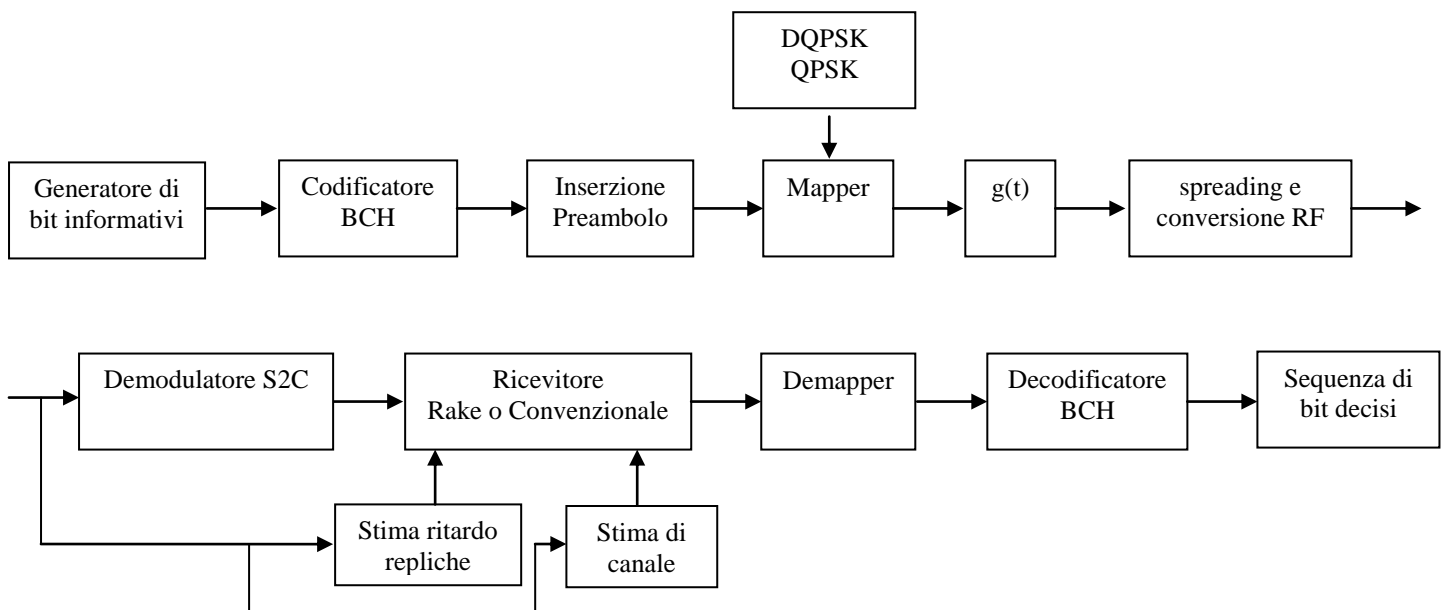 DQPSK
QPSK
Generatore di
bit informativi
Codificatore
BCH
Inserzione
Preambolo
Mapper
g(t)
spreading e
conversione RF
Demodulatore S2C
Ricevitore
Rake o Convenzionale
Demapper
Decodificatore
BCH
Sequenza di
bit decisi
Stima ritardo
repliche
Stima di
canale